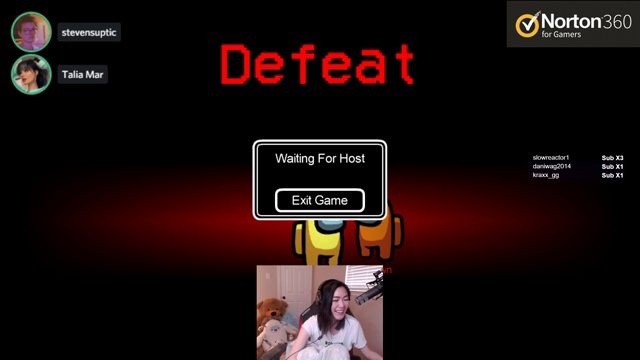 stevensuptic
Talia Mar
Norton360
for Gamers
Defeat
Waiting For Host
Exit Game
slowreactor1 Sub X3
daniwag2014 Sub X1
kraxx_gg Sub X1